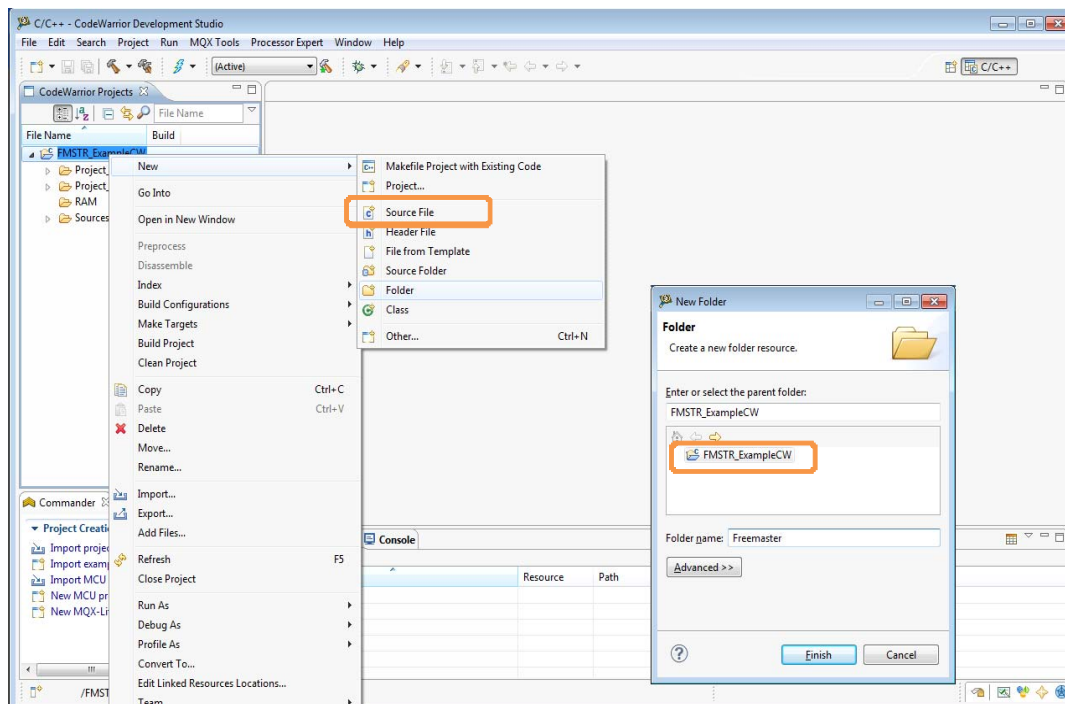 C/C++ - CodeWarrior Development Studio
File Edit Search Project Run MQX Tools Processor Expert Window Help
(Active)
C/C++
CodeWarrior Projects
File Name
File Name Build
FMSTR_ExampleCW
Project_
Project_
RAM
Sources
New
Go Into
Open in New Window
Preprocess
Disassemble
Index
Build Configurations
Make Targets
Build Project
Clean Project
Copy Ctrl+C
Paste Ctrl+V
Delete
Move...
Rename...
Import...
Export...
Add Files...
Refresh F5
Close Project
Run As
Debug As
Profile As
Convert To...
Edit Linked Resources Locations...
Team
Makefile Project with Existing Code
Project...
Source File
Header File
File from Template
Source Folder
Folder
Class
Other... Ctrl+N
New Folder
Folder
Create a new folder resource.
Enter or select the parent folder:
FMSTR_ExampleCW
FMSTR_ExampleCW
Folder name: Freemaster
Advanced >>
Finish Cancel
Commander
Project Creati
Import proje
Import exam
Import MCU
New MCU pr
New MQX-Li
Console
Resource Path
/FMST